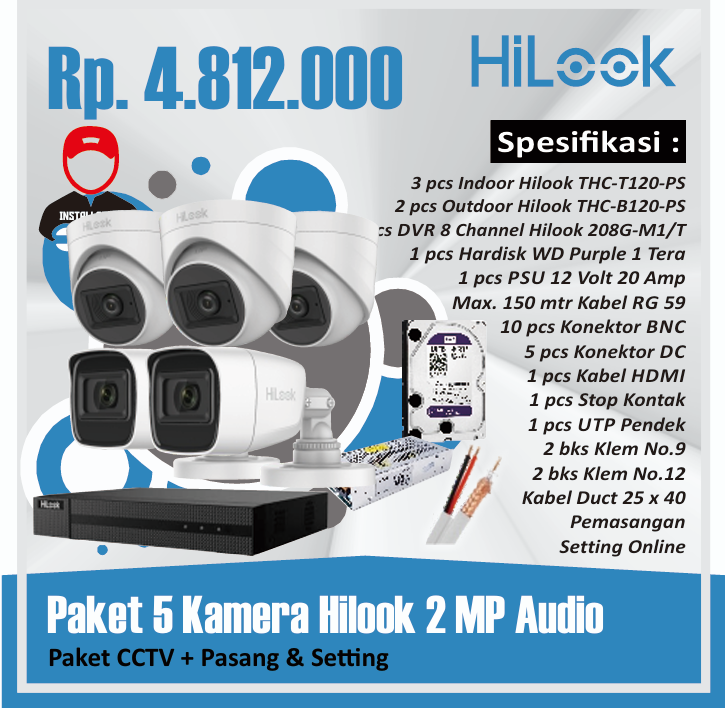 Rp. 4.812.000
HiLook
Spesifikasi :
3 pcs Indoor Hilook THC-T120-PS
2 pcs Outdoor Hilook THC-B120-PS
DVR 8 Channel Hilook 208G-M1/T
1 pcs Hardisk WD Purple 1 Tera
1 pcs PSU 12 Volt 20 Amp
Max. 150 mtr Kabel RG 59
10 pcs Konektor BNC
5 pcs Konektor DC
1 pcs Kabel HDMI
1 pcs Stop Kontak
1 pcs UTP Pendek
2 bks Klem No.9
2 bks Klem No.12
Kabel Duct 25 x 40
Pemasangan
Setting Online
HiLook
HiLook
HiLook
HiLook
Paket 5 Kamera Hilook 2 MP Audio
Paket CCTV + Pasang & Setting